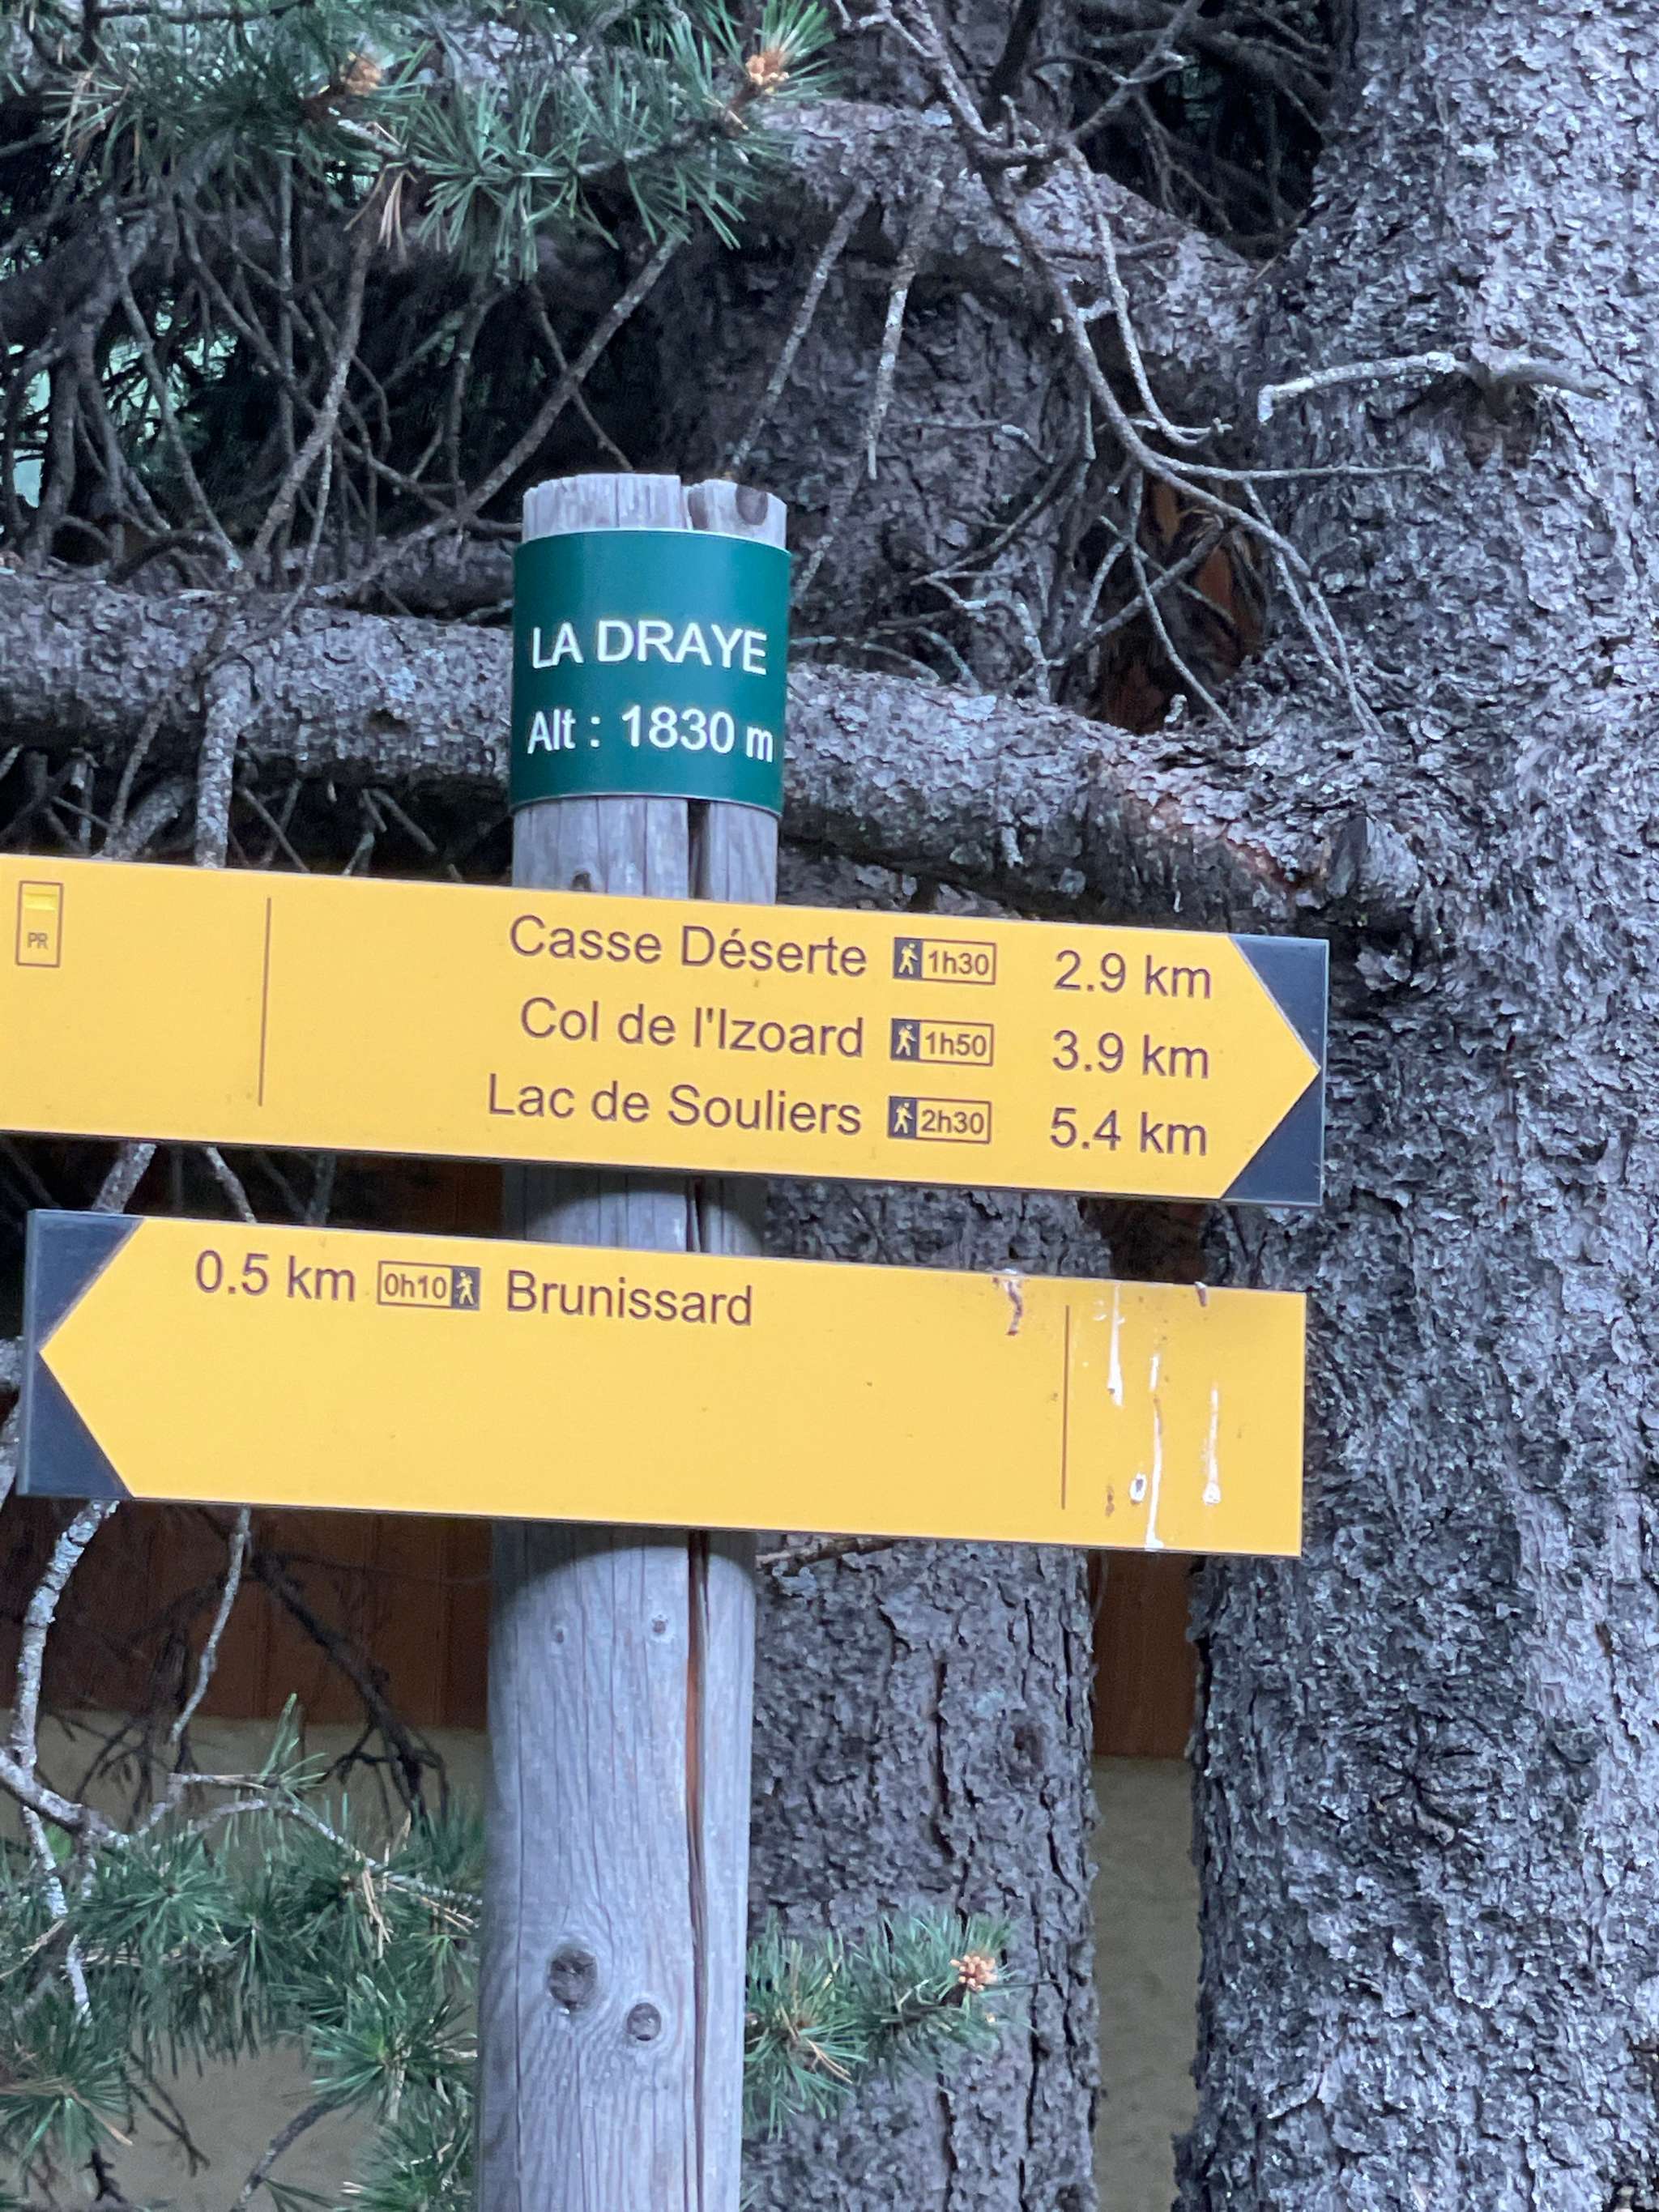 LA DRAYE
Alt : 1830 m
PR
Casse Déserte 1h30 2.9 km
Col de l'Izoard 1h50 3.9 km
Lac de Souliers 2h30 5.4 km
0.5 km 0h10 Brunissard